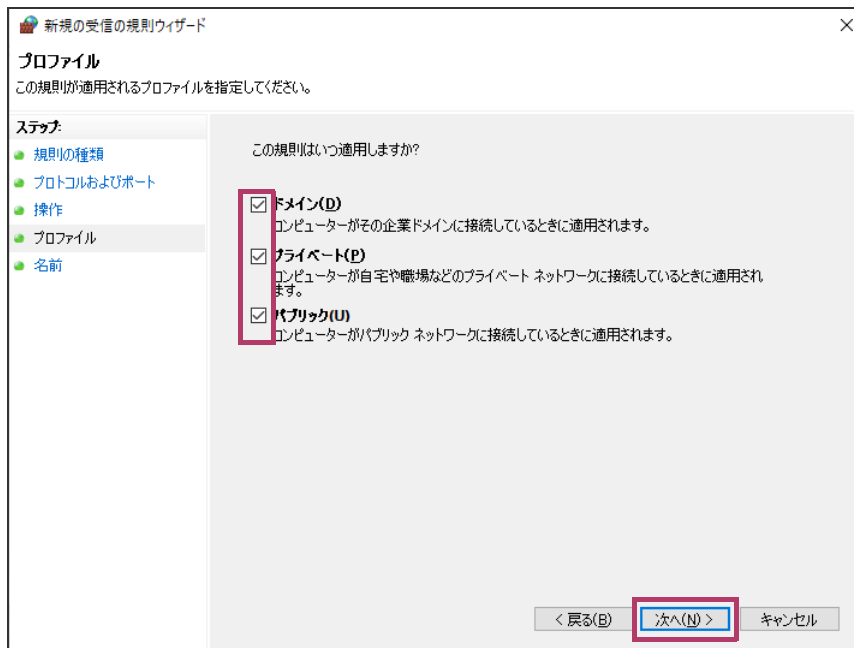 新規の受信の規則ウィザード
プロファイル
この規則が適用されるプロファイルを指定してください。
ステップ:
規則の種類
プロトコルおよびポート
操作
プロファイル
名前
この規則はいつ適用しますか?
ドメイン(D)
コンピューターがその企業ドメインに接続しているときに適用されます。
プライベート(P)
コンピューターが自宅や職場などのプライベート ネットワークに接続しているときに適用され
ます。
パブリック(U)
コンピューターがパブリック ネットワークに接続しているときに適用されます。
< 戻る(B)
次へ(N) >
キャンセル